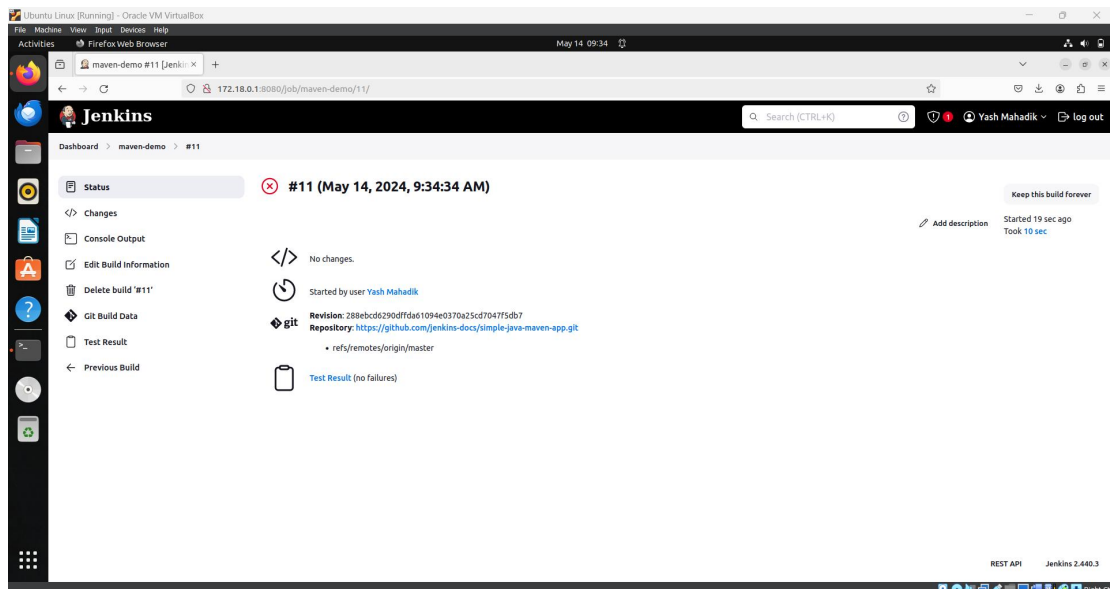 Ubuntu Linux [Running] - Oracle VM VirtualBox
File Machine View Input Devices Help
Activities Firefox Web Browser May 14 09:34
maven-demo #11 [Jenkin
172.18.0.1:8080/job/maven-demo/11/
Jenkins
Search (CTRL+K)
1
Yash Mahadik
log out
Dashboard > maven-demo > #11
Status
Changes
Console Output
Edit Build Information
Delete build '#11'
Git Build Data
Test Result
Previous Build
#11 (May 14, 2024, 9:34:34 AM)
Keep this build forever
Add description
Started 19 sec ago
Took 10 sec
No changes.
Started by user Yash Mahadik
git
Revision: 288ebcd6290dffda61094e0370a25cd7047f5db7
Repository: https://github.com/jenkins-docs/simple-java-maven-app.git
• refs/remotes/origin/master
Test Result (no failures)
REST API Jenkins 2.440.3